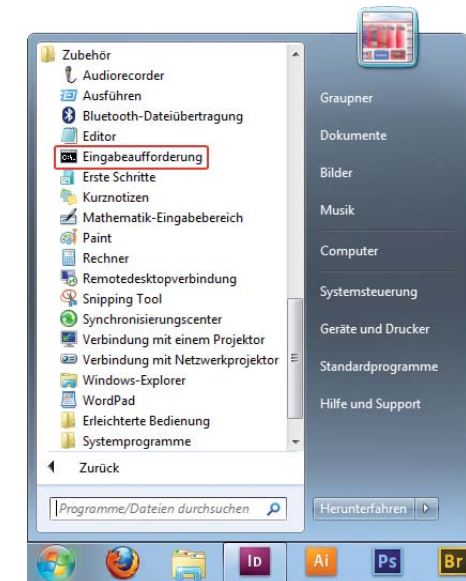 Zubehör
Audiorecorder
Ausführen
Bluetooth-Dateiübertragung
Editor
Eingabeaufforderung
Erste Schritte
Kurznotizen
Mathematik-Eingabebereich
Paint
Rechner
Remotedesktopverbindung
Snipping Tool
Synchronisierungscenter
Verbindung mit einem Projektor
Verbindung mit Netzwerkprojektor
Windows-Explorer
WordPad
Erleichterte Bedienung
Systemprogramme
Zurück
Programme/Dateien durchsuchen
Graupner
Dokumente
Bilder
Musik
Computer
Systemsteuerung
Geräte und Drucker
Standardprogramme
Hilfe und Support
Herunterfahren
ID
Ai
Ps
Br